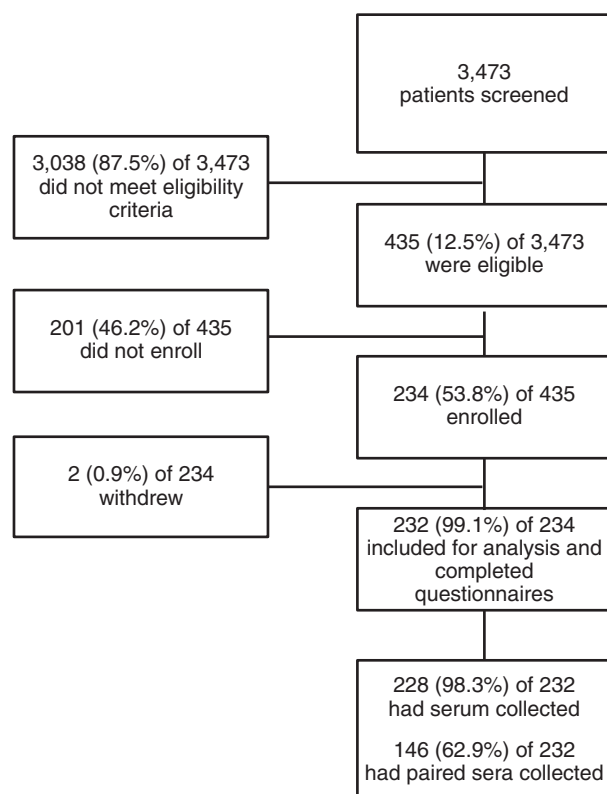 3,473
patients screened
3,038 (87.5%) of 3,473
did not meet eligibility
criteria
435 (12.5%) of 3,473
were eligible
201 (46.2%) of 435
did not enroll
234 (53.8%) of 435
enrolled
2 (0.9%) of 234
withdrew
232 (99.1%) of 234
included for analysis and
completed
questionnaires
228 (98.3%) of 232
had serum collected
146 (62.9%) of 232
had paired sera collected